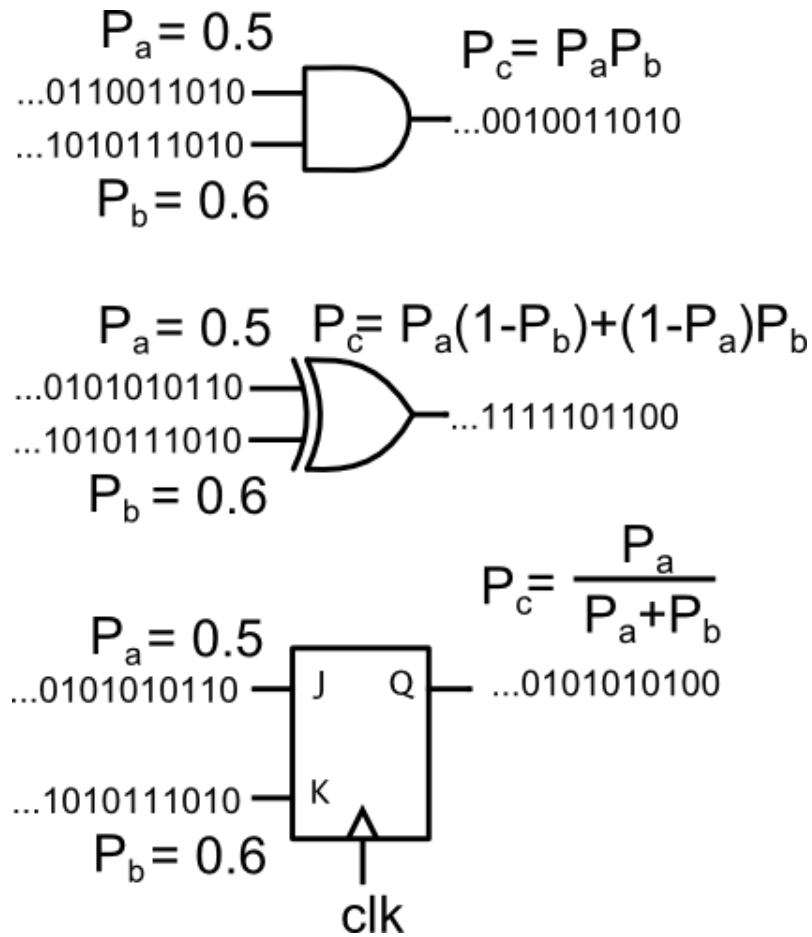 Pa = 0.5
Pc = PaPb
...0110011010
...0010011010
...1010111010
Pb = 0.6
Pa = 0.5
Pc = Pa(1-Pb)+(1-Pa)Pb
...0101010110
...1111101100
...1010111010
Pb = 0.6
Pc = Pa
Pa+Pb
Pa = 0.5
...0101010110
J
Q
...0101010100
...1010111010
K
Pb = 0.6
clk